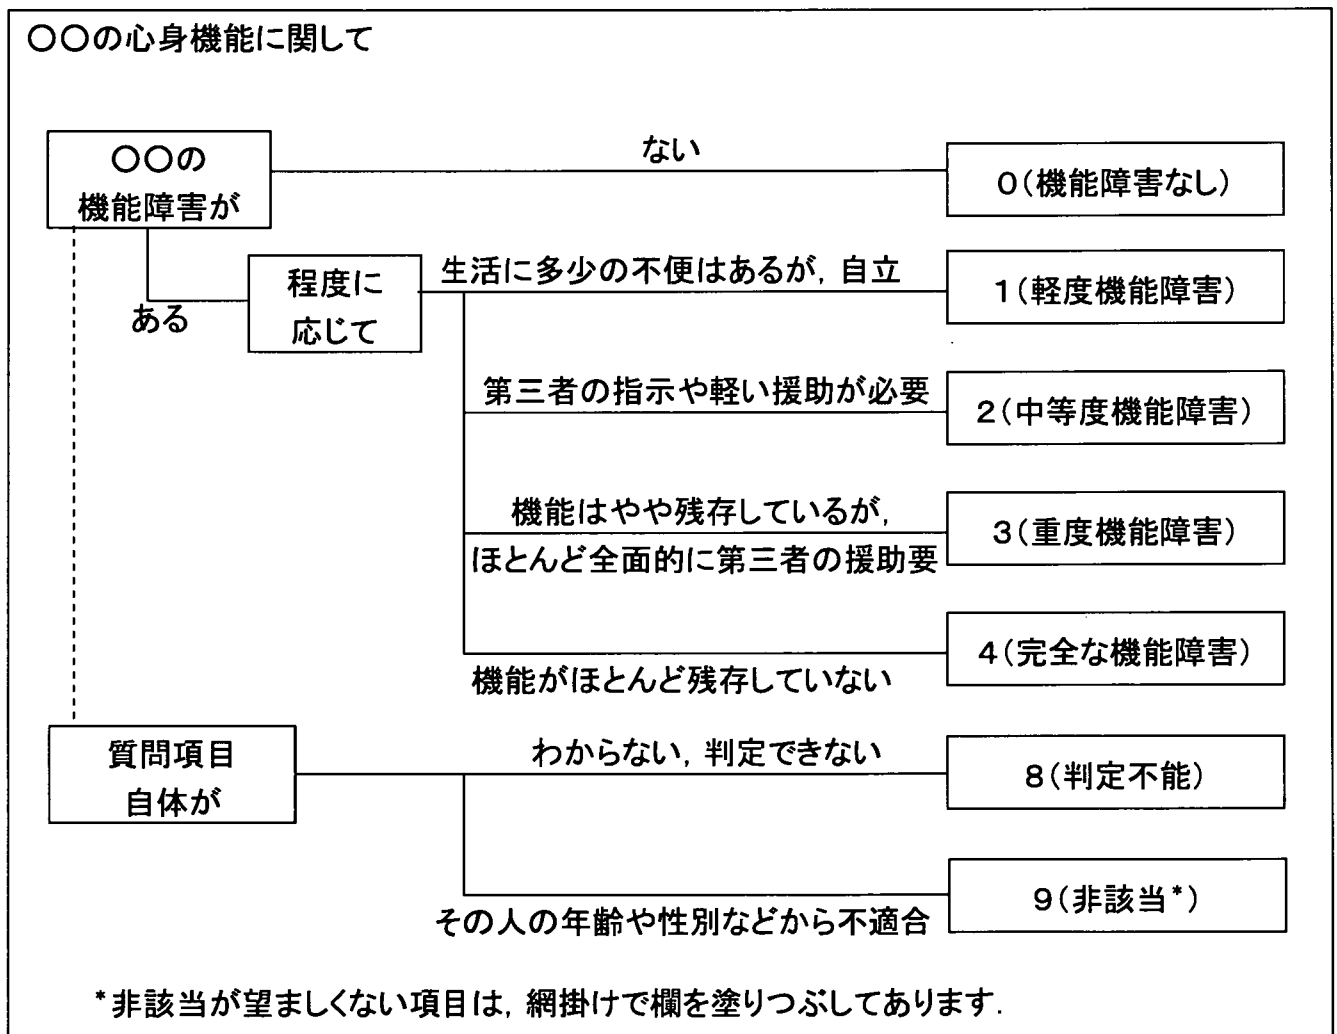 〇〇の心身機能に関して
〇〇の
機能障害が
ない
0(機能障害なし)
ある
程度に
応じて
生活に多少の不便はあるが, 自立
1(軽度機能障害)
第三者の指示や軽い援助が必要
2(中等度機能障害)
機能はやや残存しているが,
ほとんど全面的に第三者の援助要
3(重度機能障害)
機能がほとんど残存していない
4(完全な機能障害)
質問項目
自体が
わからない, 判定できない
8(判定不能)
その人の年齢や性別などから不適合
9(非該当*)
*非該当が望ましくない項目は, 網掛けで欄を塗りつぶしてあります.